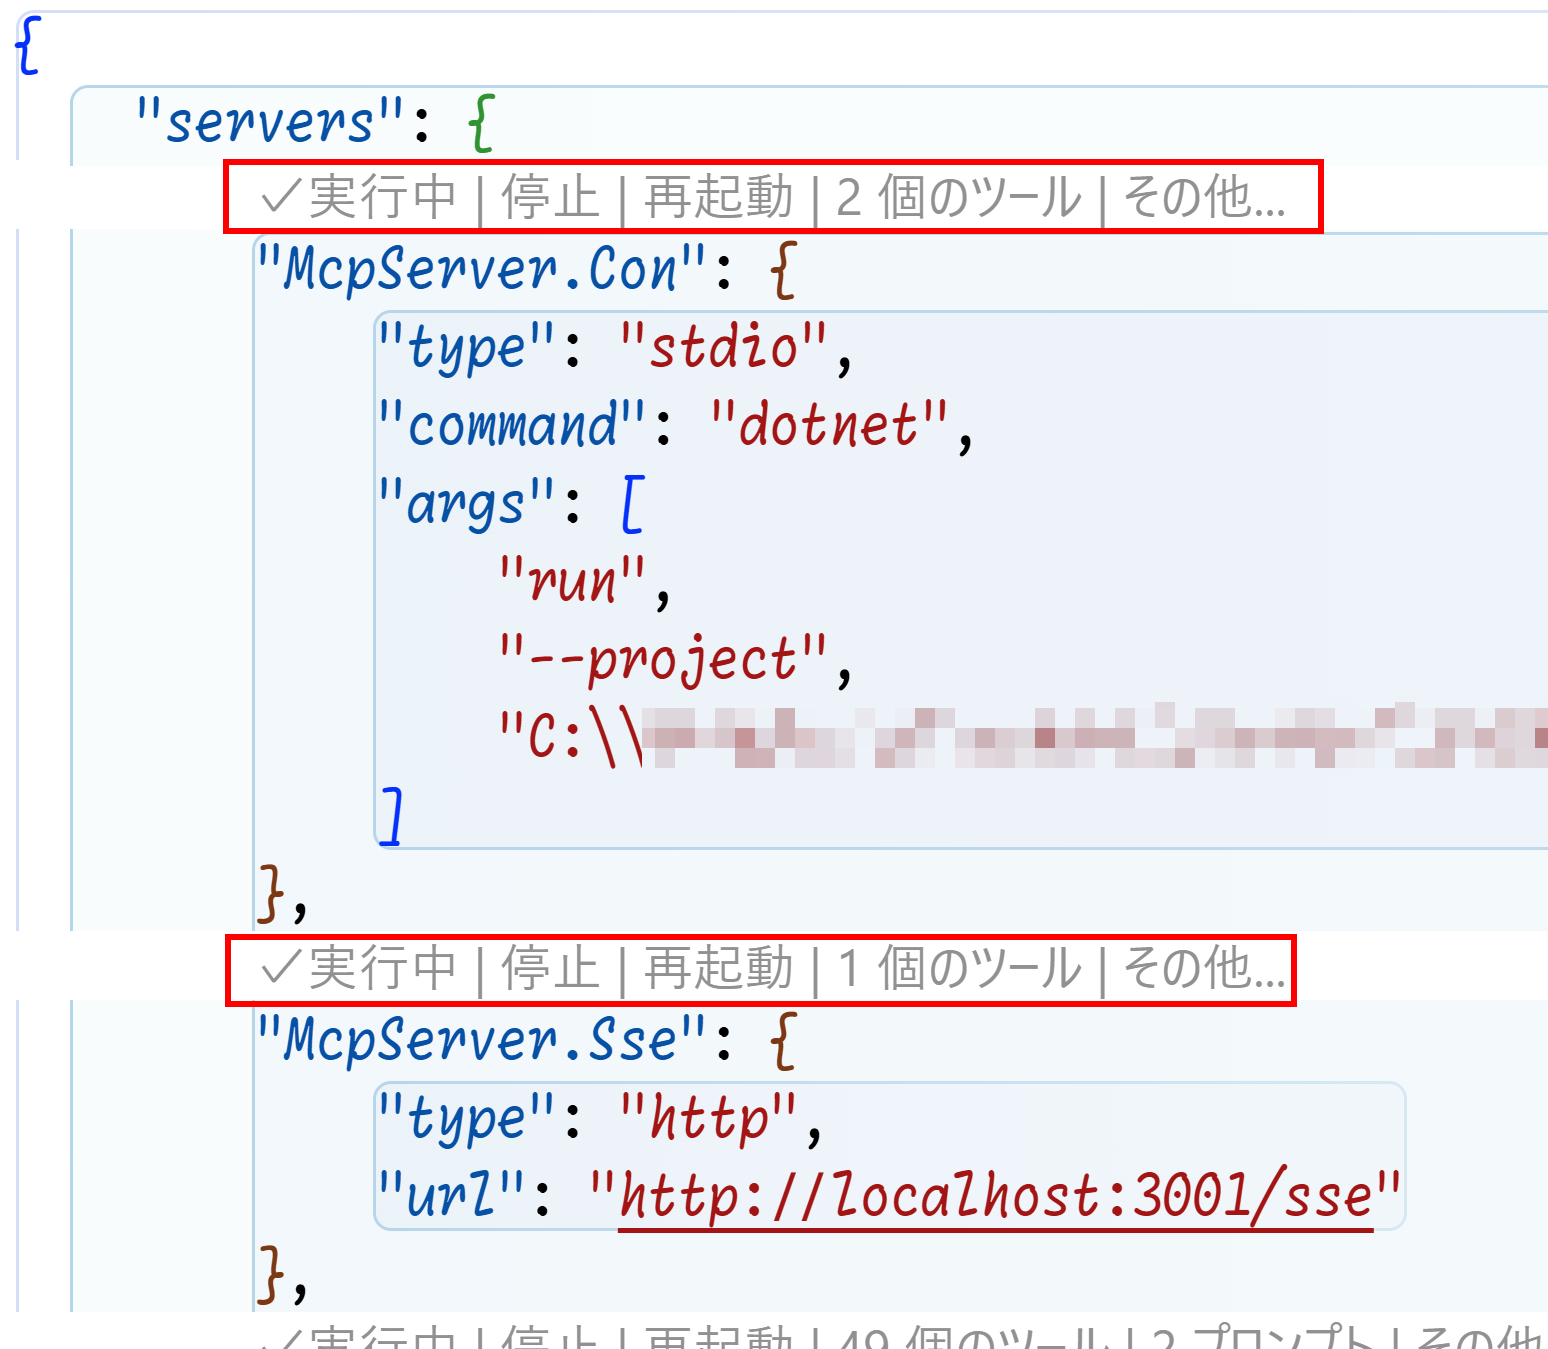 {
"servers": {
✓実行中 | 停止 | 再起動 | 2 個のツール | その他...
"McpServer.Con": {
"type": "stdio",
"command": "dotnet",
"args": [
"run",
"--project",
"C:\\
]
},
✓実行中 | 停止 | 再起動 | 1 個のツール | その他...
"McpServer.Sse": {
"type": "http",
"url": "http://localhost:3001/sse"
},
✓実行中 | 停止 | 再起動 | 49 個のツール | 2 プロンプト | その他